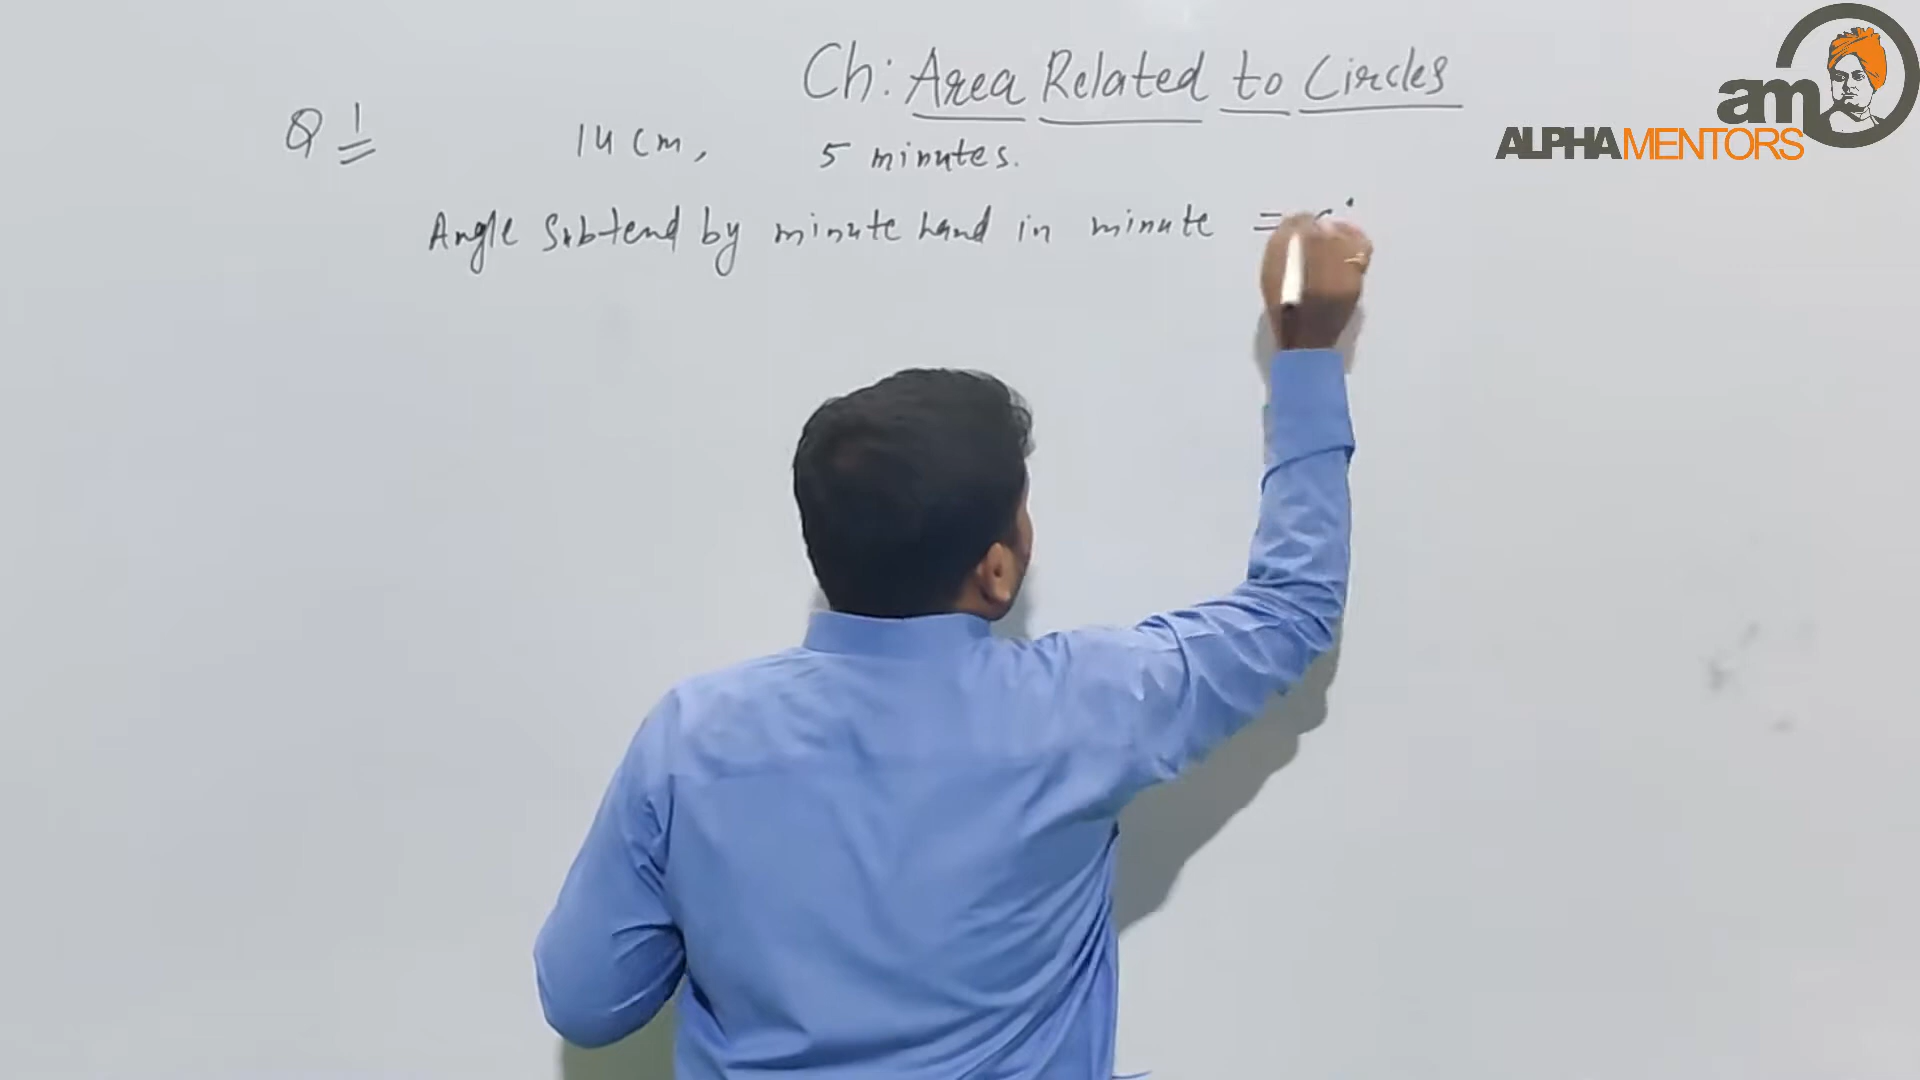 Ch: Area Related to Circles
am
ALPHAMENTORS
Q 1 14 cm, 5 minutes.
Angle Subtend by minute hand in minute =